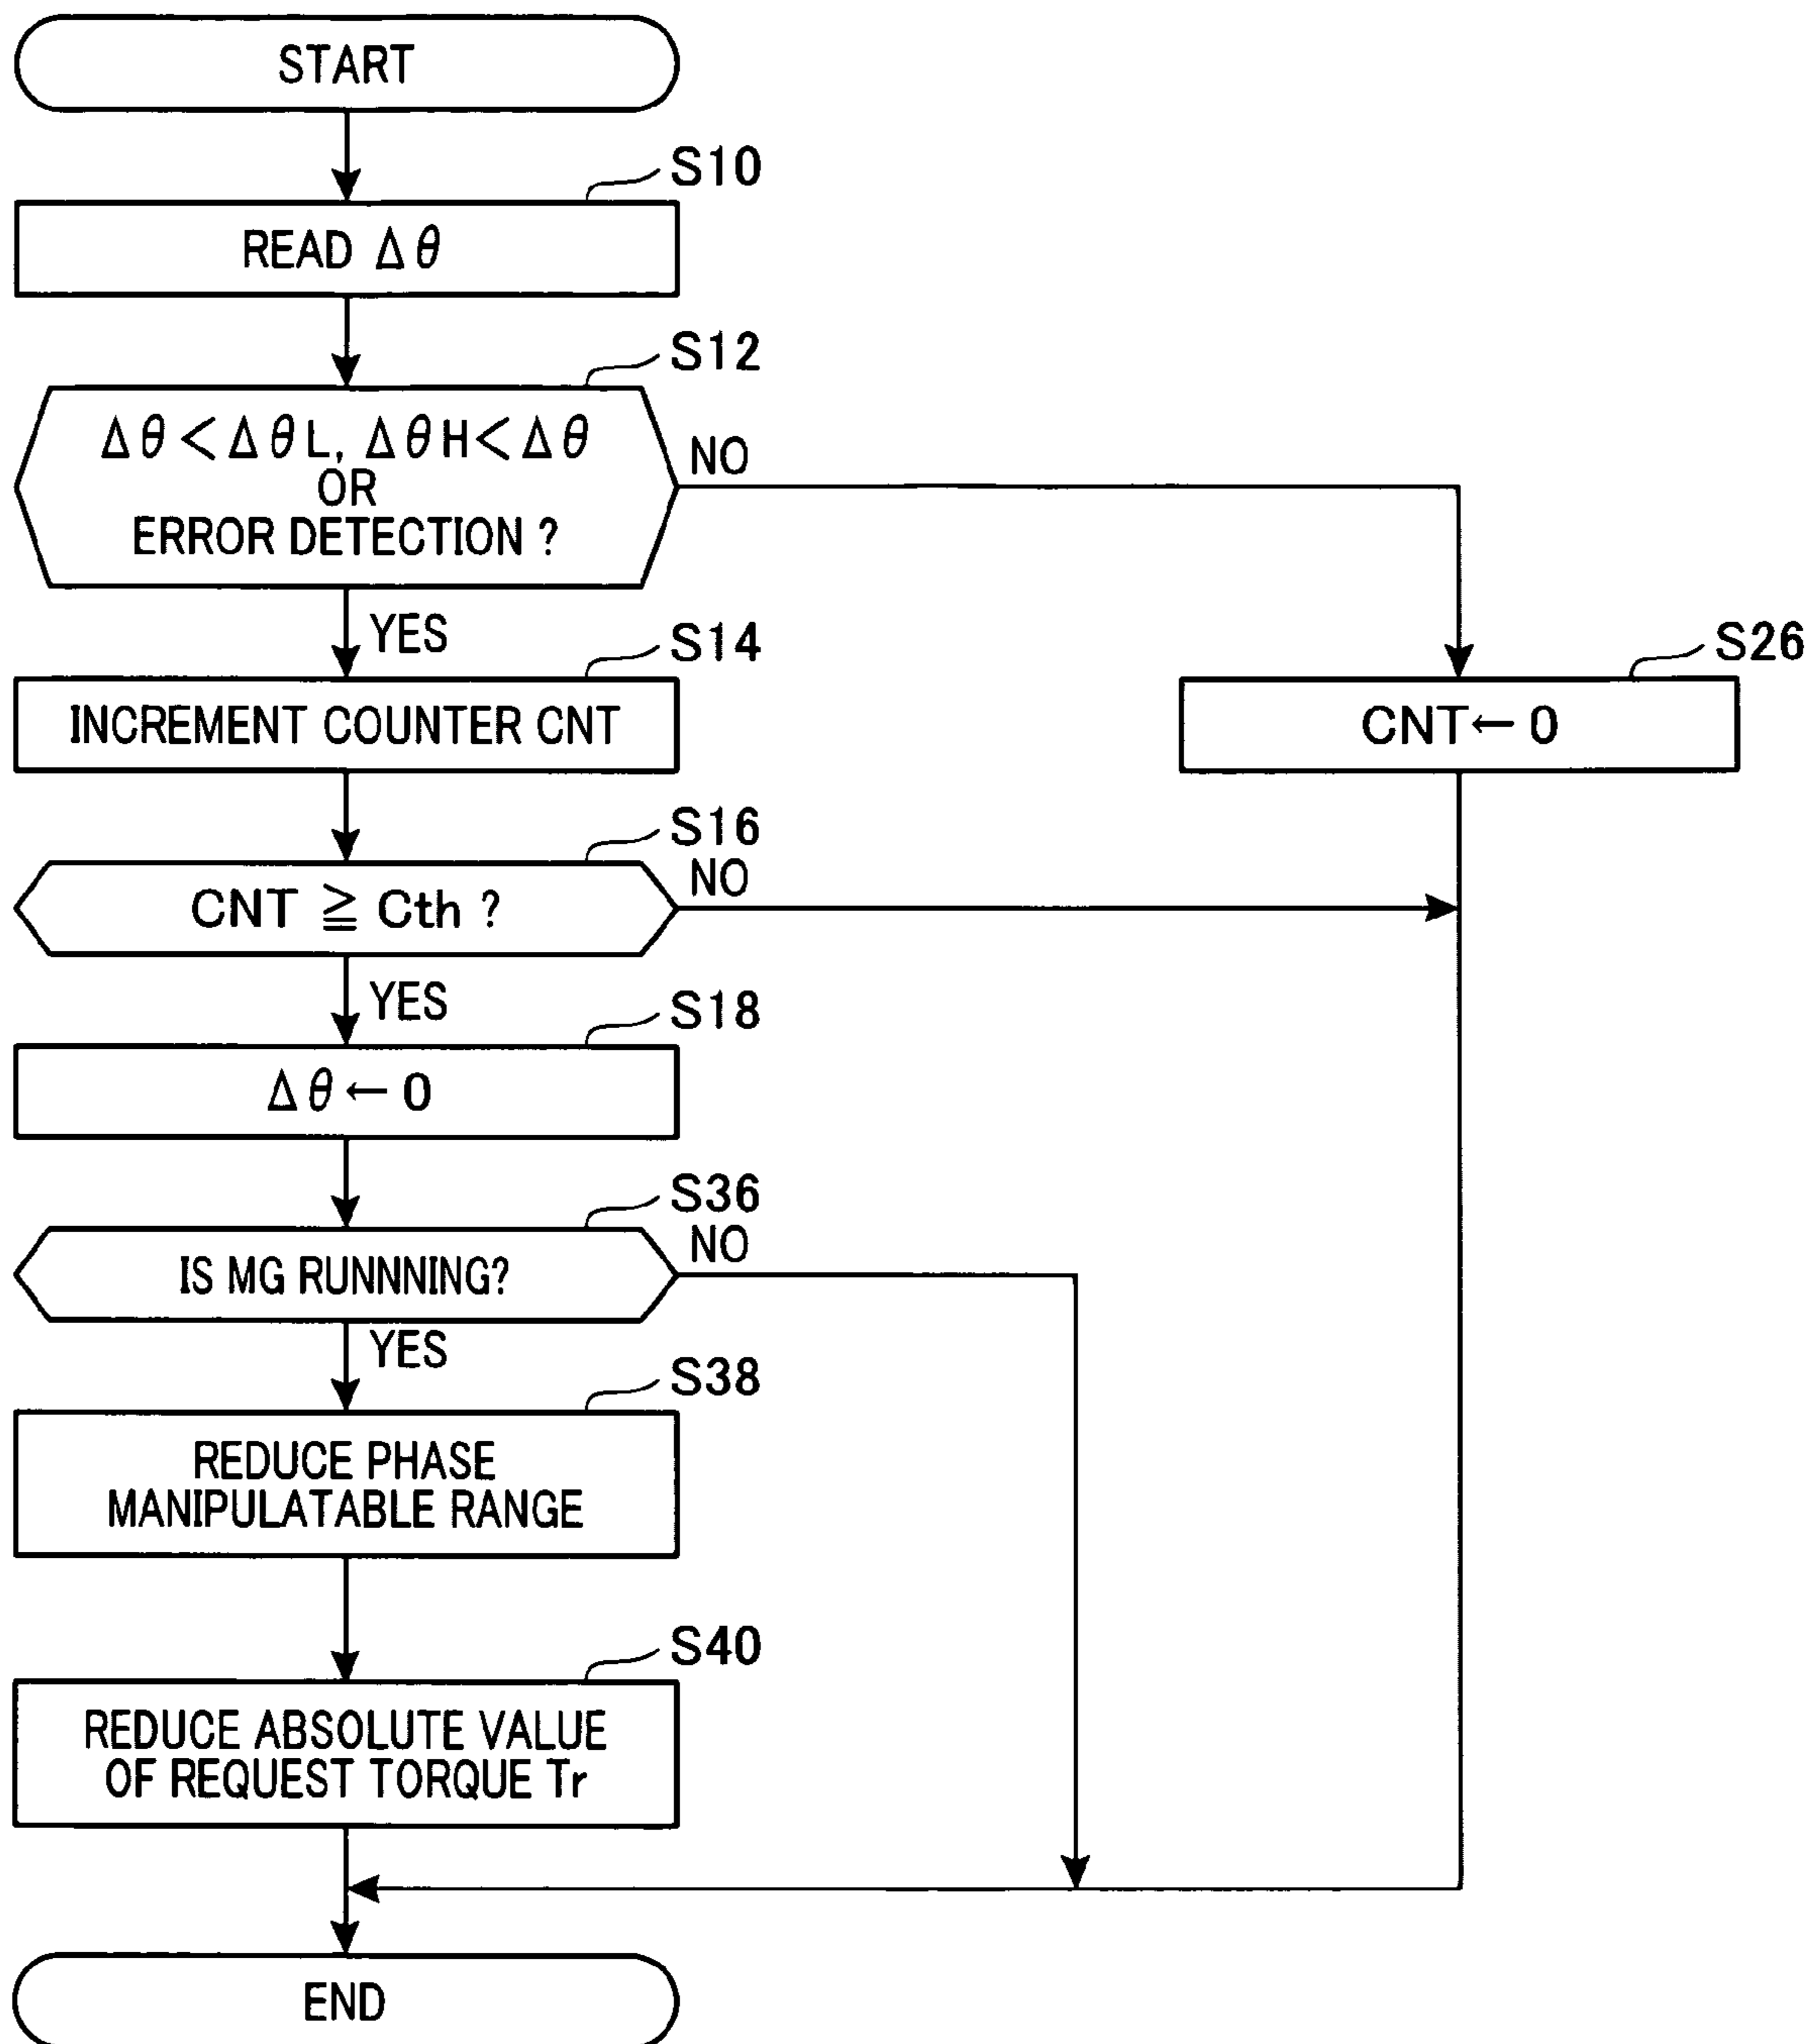 START
S10
READ Δθ
S12
Δθ<ΔθL, ΔθH<Δθ
OR
ERROR DETECTION ?
NO
YES
S14
INCREMENT COUNTER CNT
S26
CNT←0
S16
CNT ≧ Cth ?
NO
YES
S18
Δθ←0
S36
IS MG RUNNNING?
NO
YES
S38
REDUCE PHASE
MANIPULATABLE RANGE
S40
REDUCE ABSOLUTE VALUE
OF REQUEST TORQUE Tr
END